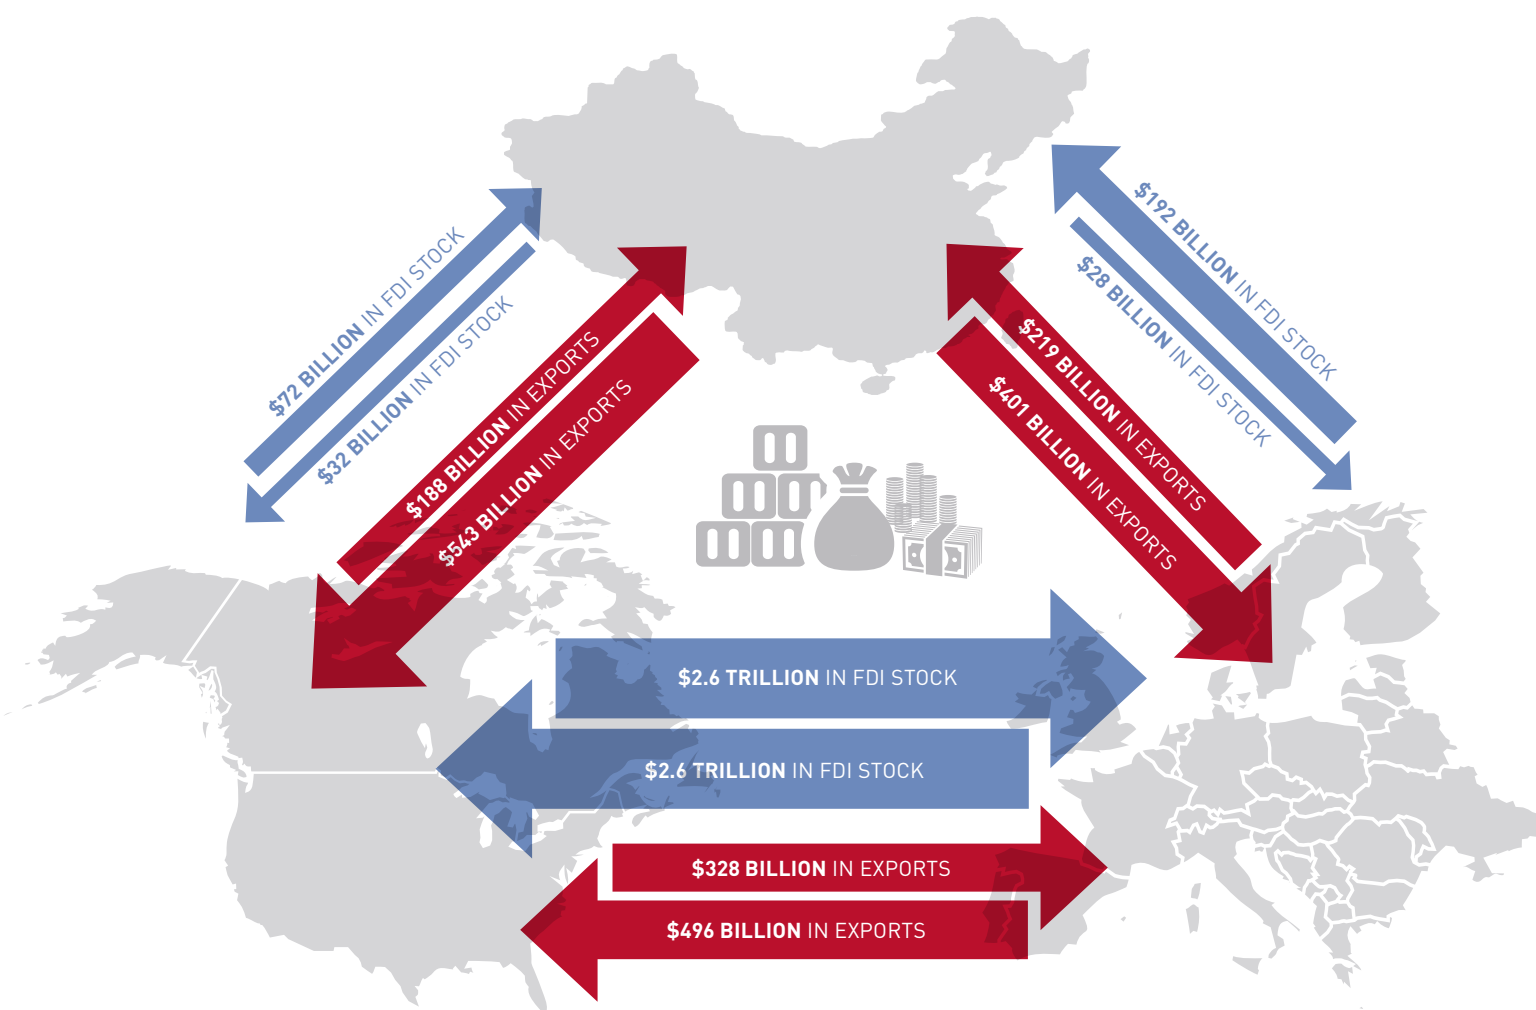 $72 BILLION IN FDI STOCK
$32 BILLION IN FDI STOCK
$188 BILLION IN EXPORTS
$543 BILLION IN EXPORTS
$192 BILLION IN FDI STOCK
$28 BILLION IN FDI STOCK
$219 BILLION IN EXPORTS
$401 BILLION IN EXPORTS
$2.6 TRILLION IN FDI STOCK
$2.6 TRILLION IN FDI STOCK
$328 BILLION IN EXPORTS
$496 BILLION IN EXPORTS